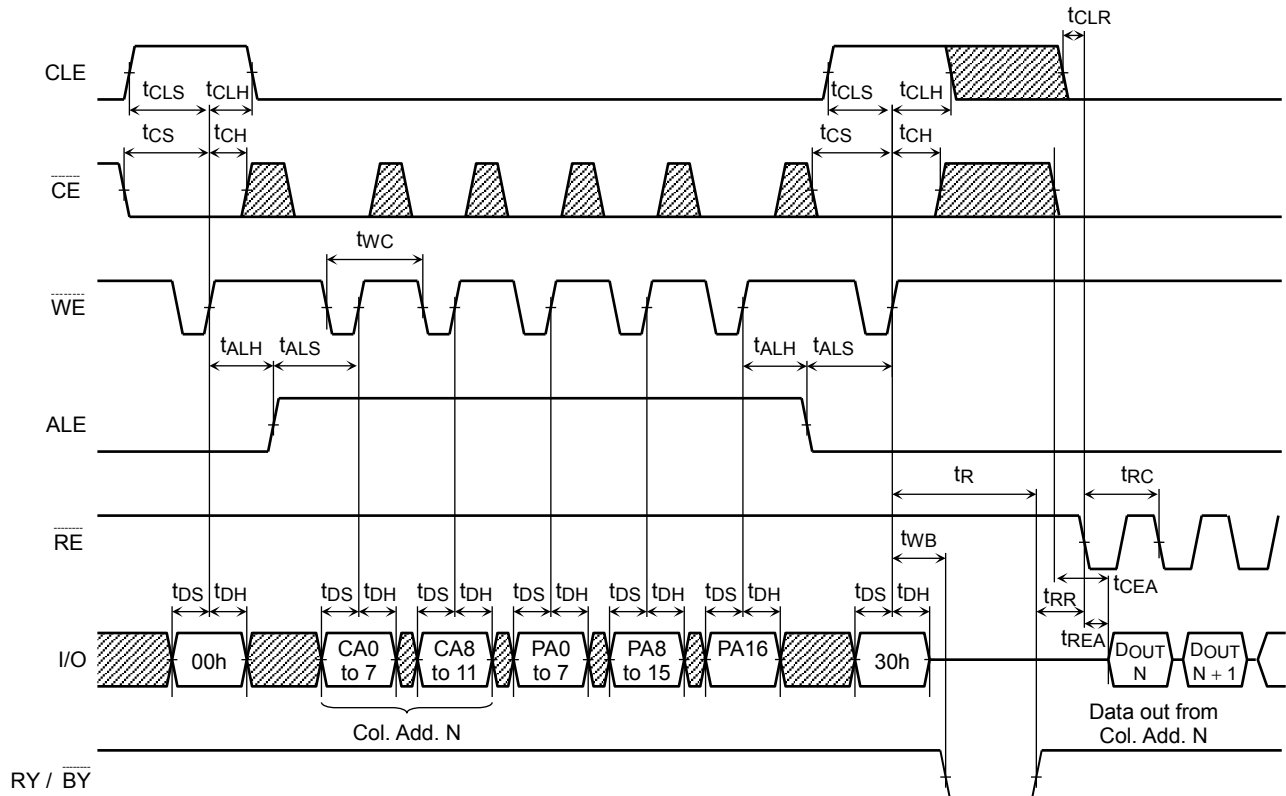 tCLR
CLE
tCLS tCLH tCLS tCLH
tCS tCH tCS tCH
CE
tWC
WE
tALH tALS tALH tALS
ALE
tR tRC
RE
tWB
tDS tDH tDS tDH tDS tDH tDS tDH tDS tDH tDS tDH tDS tDH tRR tCEA
tREA
I/O 00h CA0 to 7 CA8 to 11 PA0 to 7 PA8 to 15 PA16 30h DOUT N DOUT N + 1
Col. Add. N
Data out from
Col. Add. N
RY / BY